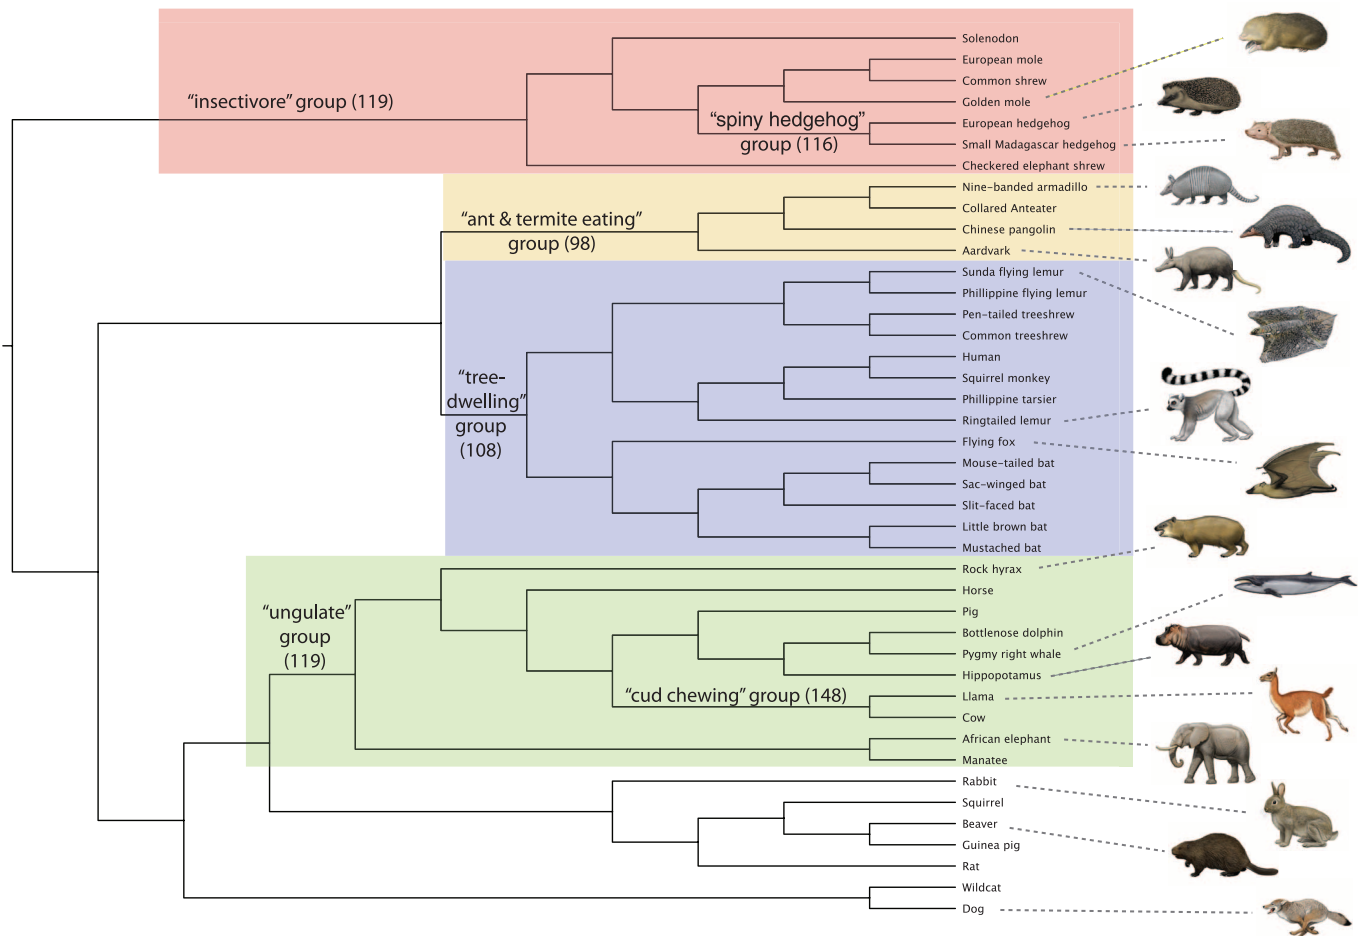 Solenodon
European mole
Common shrew
"insectivore" group (119)
Golden mole
"spiny hedgehog"
group (116)
European hedgehog
Small Madagascar hedgehog
Checkered elephant shrew
Nine-banded armadillo
Collared Anteater
"ant & termite eating"
group (98)
Chinese pangolin
Aardvark
Sunda flying lemur
Phillippine flying lemur
Pen-tailed treeshrew
Common treeshrew
Human
"tree-
dwelling"
group
(108)
Squirrel monkey
Phillippine tarsier
Ringtailed lemur
Flying fox
Mouse-tailed bat
Sac-winged bat
Slit-faced bat
Little brown bat
Mustached bat
Rock hyrax
Horse
"ungulate"
group
(119)
Pig
Bottlenose dolphin
Pygmy right whale
Hippopotamus
"cud chewing" group (148)
Llama
Cow
African elephant
Manatee
Rabbit
Squirrel
Beaver
Guinea pig
Rat
Wildcat
Dog